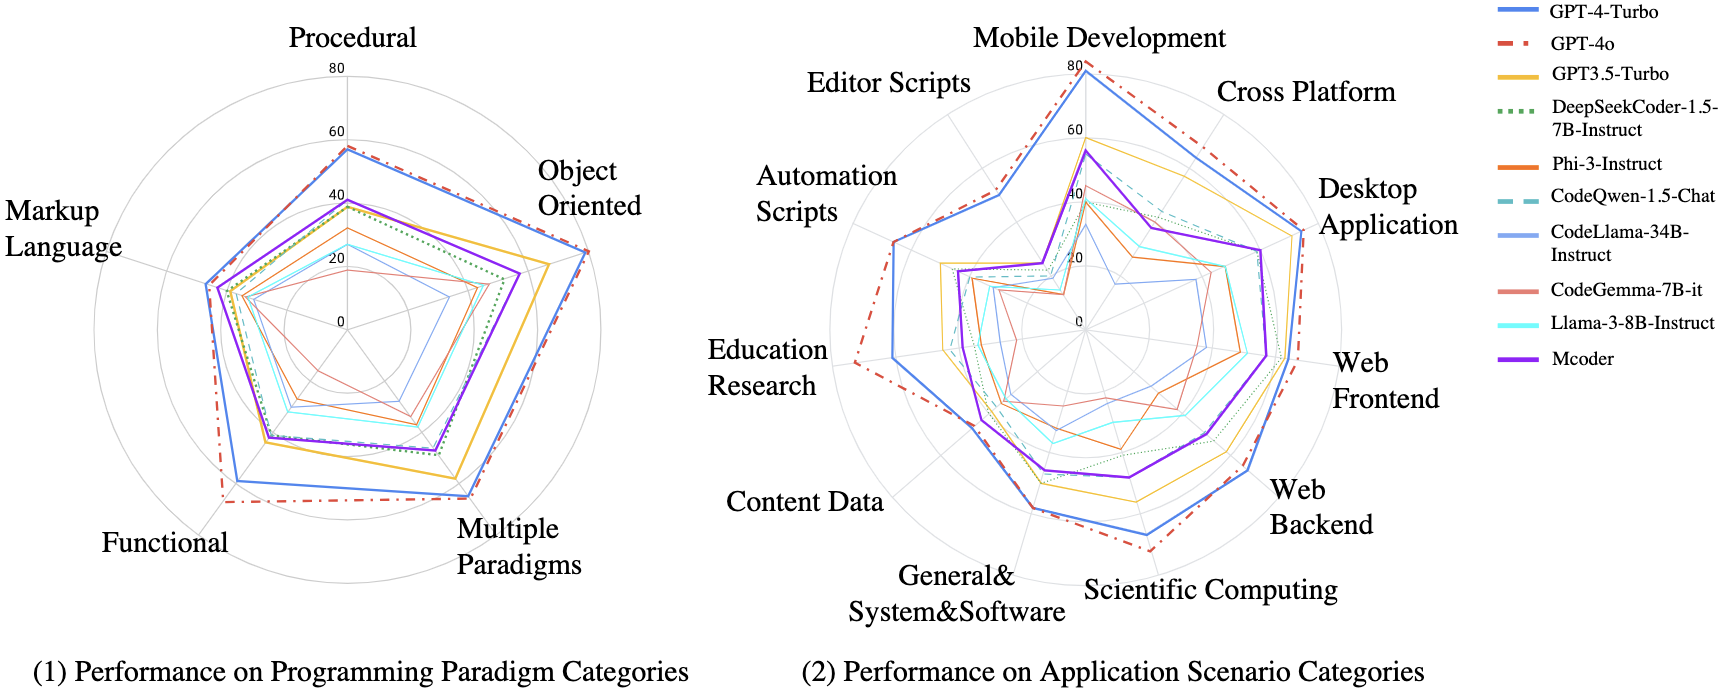 Procedural
80
60
40
20
0
Object
Oriented
Markup
Language
Functional
Multiple
Paradigms
(1) Performance on Programming Paradigm Categories
Mobile Development
80
60
40
20
0
Editor Scripts
Cross Platform
Automation
Scripts
Desktop
Application
Education
Research
Web
Frontend
Content Data
Web
Backend
General&
System&Software
Scientific Computing
(2) Performance on Application Scenario Categories
GPT-4-Turbo
GPT-4o
GPT3.5-Turbo
DeepSeekCoder-1.5-
7B-Instruct
Phi-3-Instruct
CodeQwen-1.5-Chat
CodeLlama-34B-
Instruct
CodeGemma-7B-it
Llama-3-8B-Instruct
Mcoder